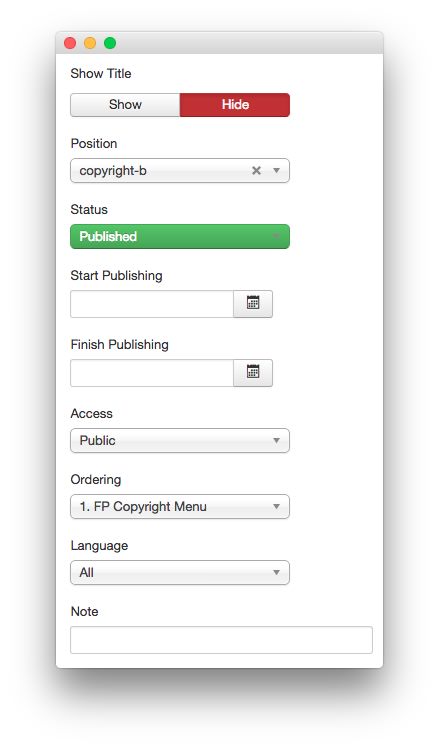 Show Title
Show Hide
Position
copyright-b
Status
Published
Start Publishing
Finish Publishing
Access
Public
Ordering
1. FP Copyright Menu
Language
All
Note